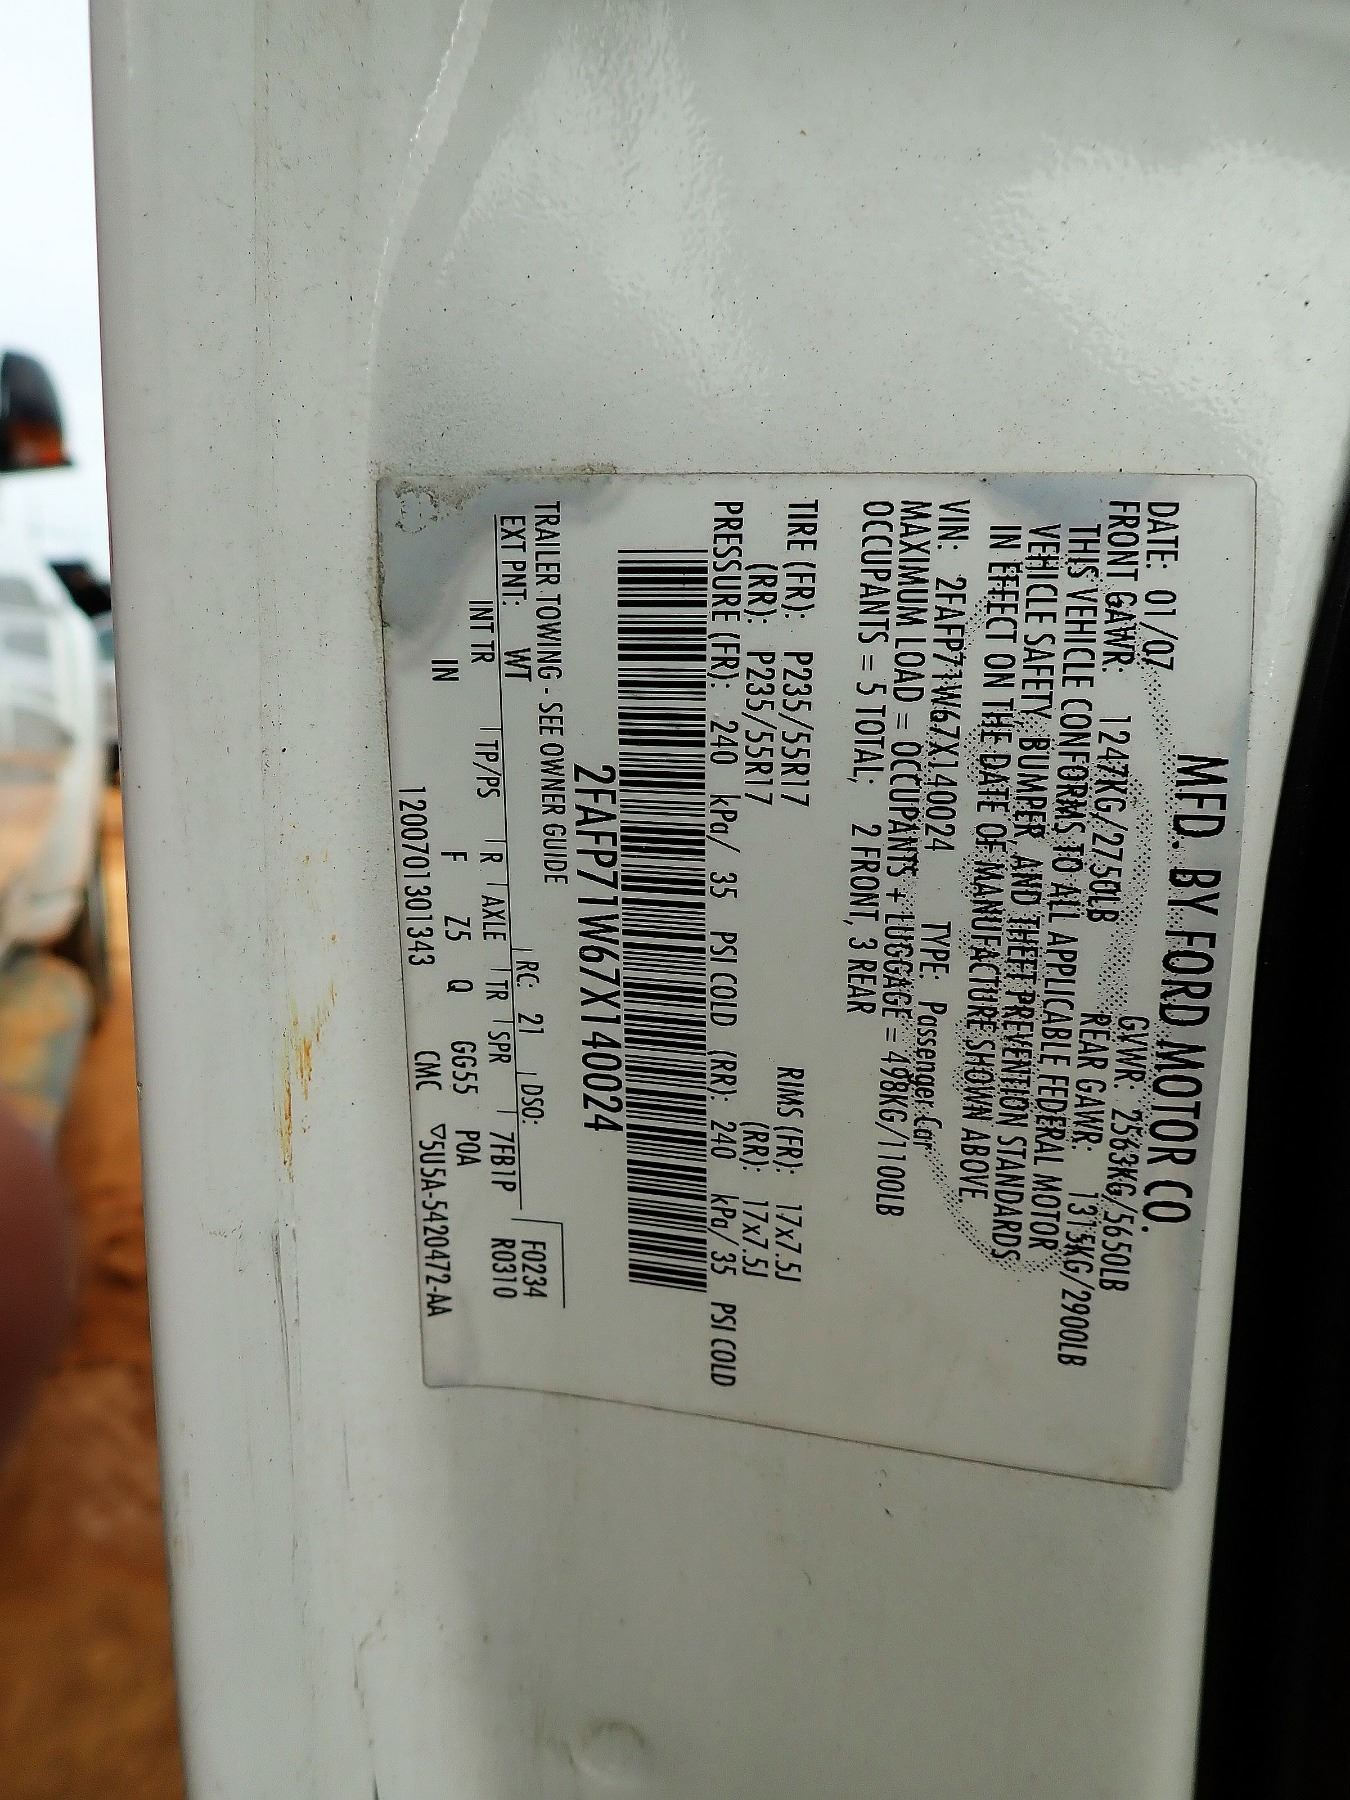 MFD. BY FORD MOTOR CO.
DATE: 01/07 GVWR: 2563KG/5650LB
FRONT GAWR: 1247KG/2750LB REAR GAWR: 1315KG/2900LB
THIS VEHICLE CONFORMS TO ALL APPLICABLE FEDERAL MOTOR
VEHICLE SAFETY, BUMPER, AND THEFT PREVENTION STANDARDS
IN EFFECT ON THE DATE OF MANUFACTURE SHOWN ABOVE.
VIN: 2FAFP71W67X140024 TYPE: Passenger Car
MAXIMUM LOAD = OCCUPANTS + LUGGAGE = 498KG/1100LB
OCCUPANTS = 5 TOTAL, 2 FRONT, 3 REAR
TIRE (FR): P235/55R17 RIMS (FR): 17x7.5J
(RR): P235/55R17 (RR): 17x7.5J
PRESSURE (FR): 240 kPa/ 35 PSI COLD (RR): 240 kPa/ 35 PSI COLD
2FAFP71W67X140024
TRAILER TOWING - SEE OWNER GUIDE
RC: 21 DSO: F0234
EXT PNT: WT R0310
INT TR TP/PS R AXLE TR SPR 7FB1P
IN F Z5 Q GG55 POA
1200701301343 CMC ▽5U5A-5420472-AA